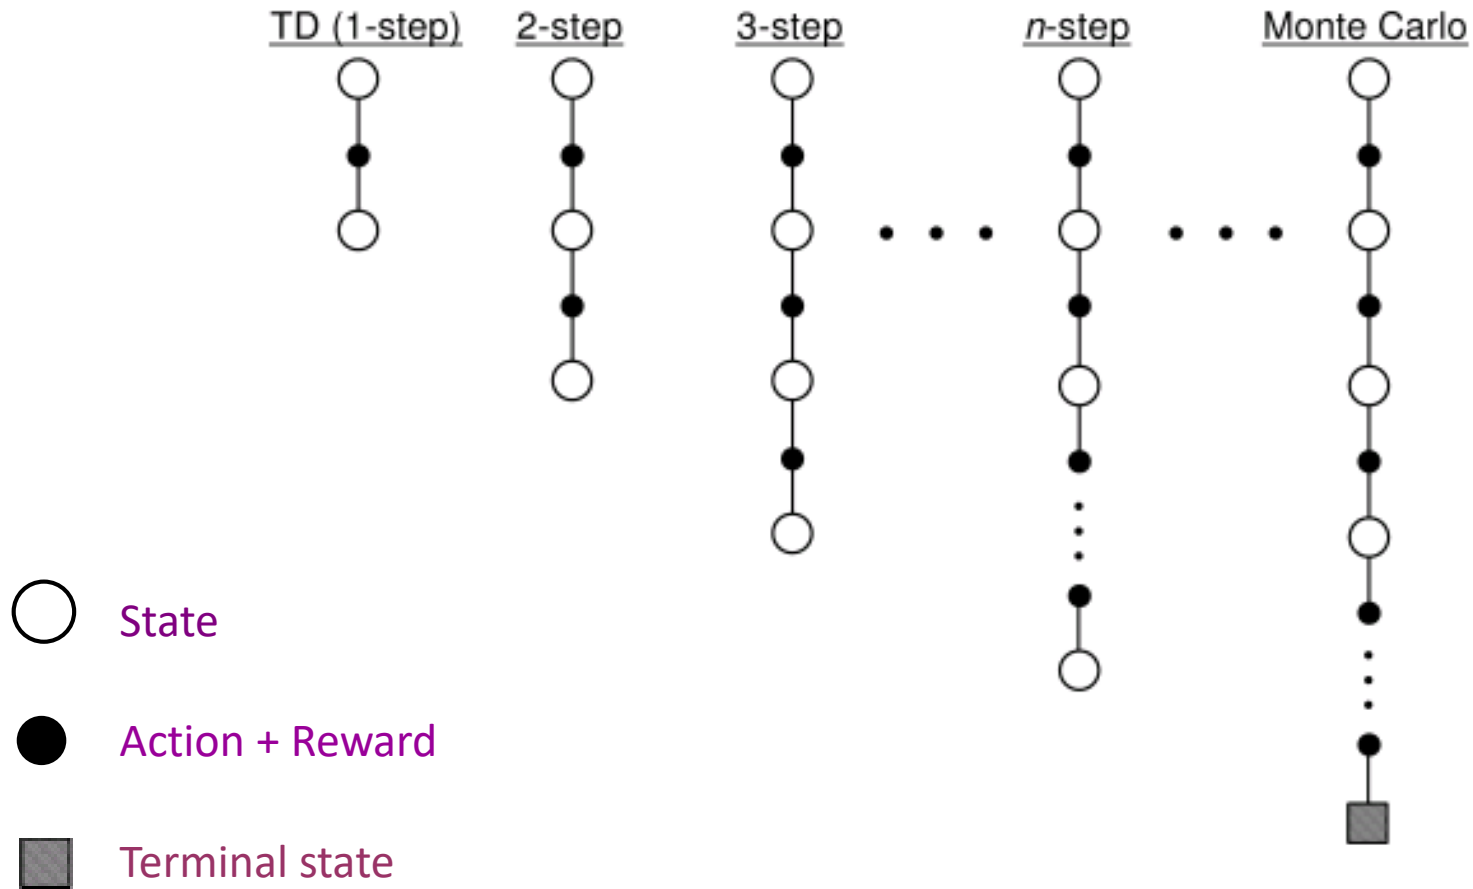 TD (1-step) 2-step 3-step n-step Monte Carlo
State
Action + Reward
Terminal state